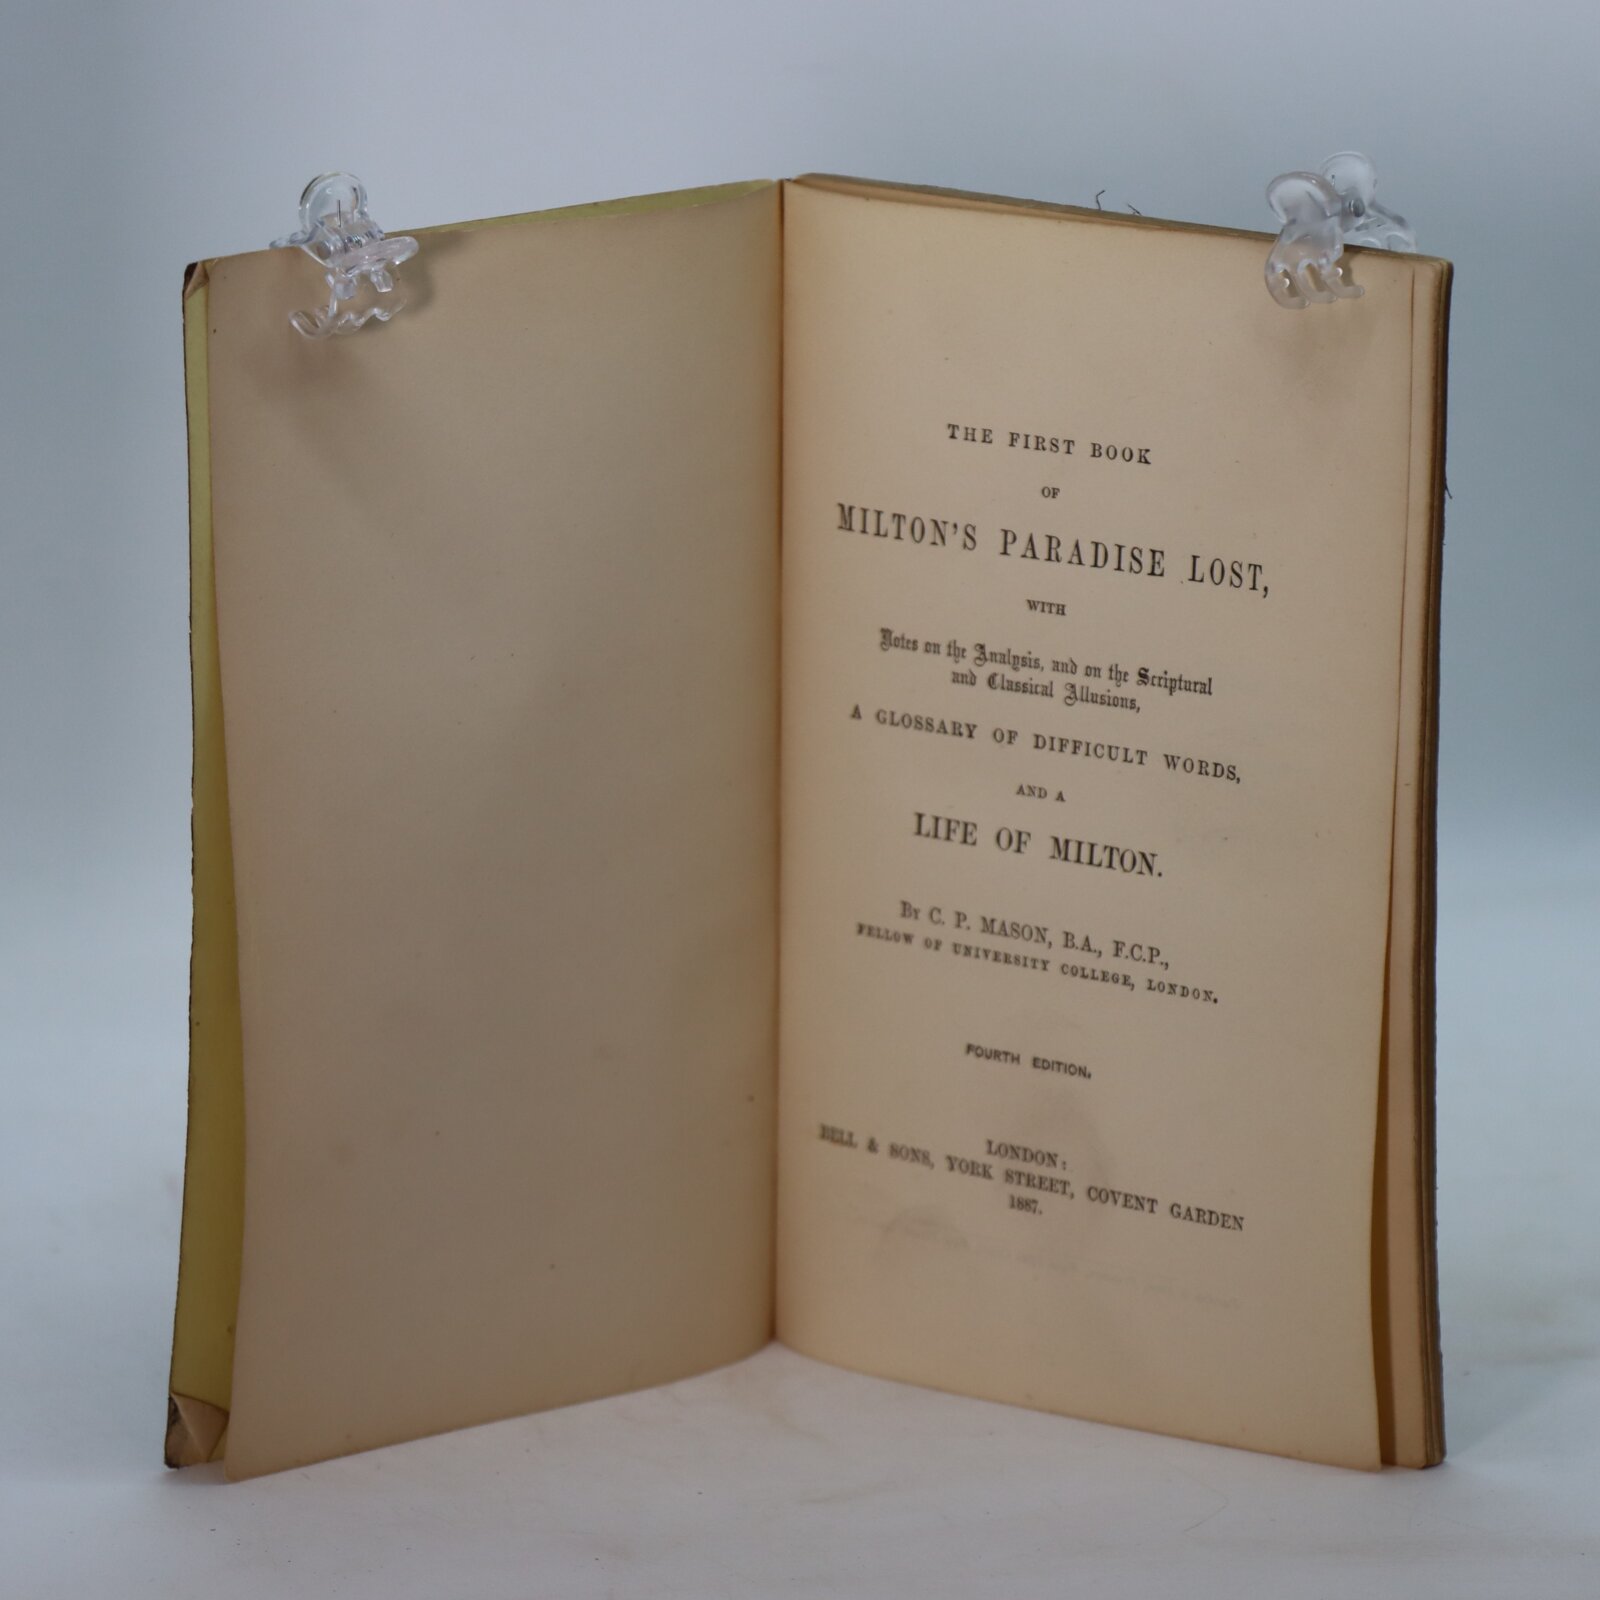 THE FIRST BOOK
OF
MILTON'S PARADISE LOST,
WITH
Notes on the Analysis, and on the Scriptural
and Classical Allusions,
A GLOSSARY OF DIFFICULT WORDS,
AND A
LIFE OF MILTON.
BY C. P. MASON, B.A., F.C.P.,
FELLOW OF UNIVERSITY COLLEGE, LONDON.
FOURTH EDITION.
LONDON:
BELL & SONS, YORK STREET, COVENT GARDEN
1887.